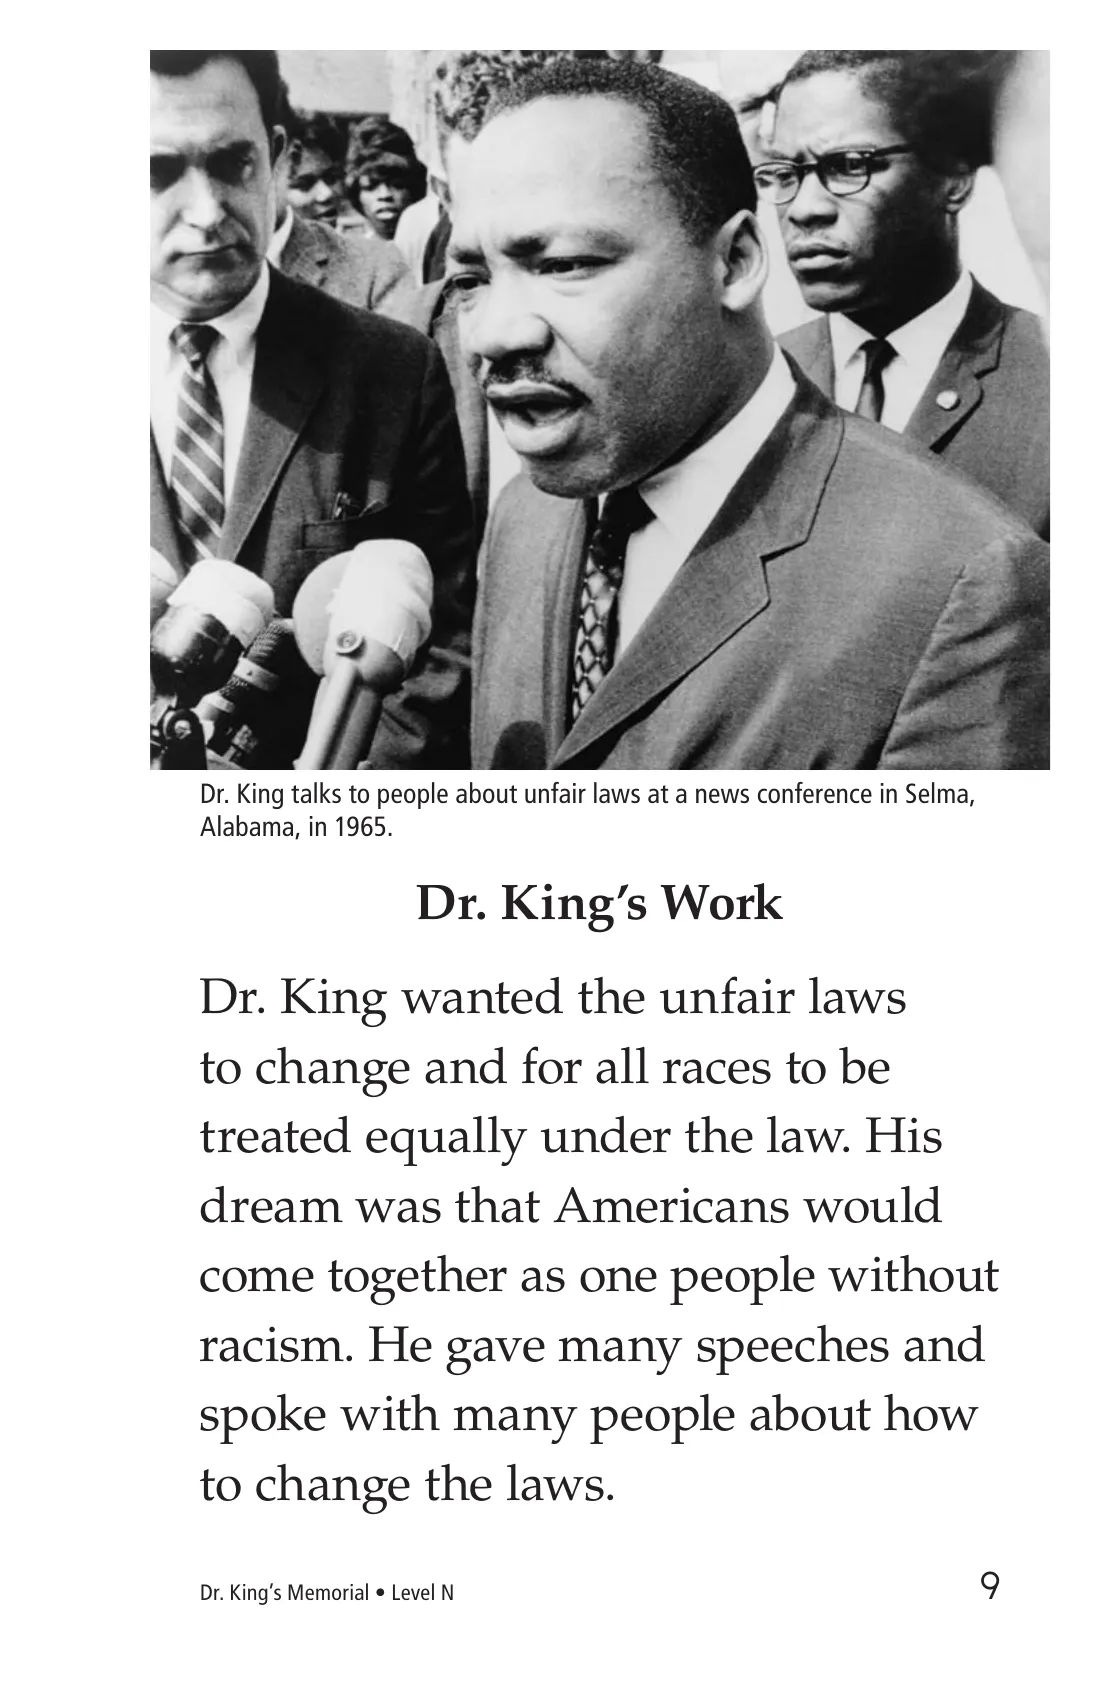 Dr. King talks to people about unfair laws at a news conference in Selma,
Alabama, in 1965.
Dr. King’s Work
Dr. King wanted the unfair laws
to change and for all races to be
treated equally under the law. His
dream was that Americans would
come together as one people without
racism. He gave many speeches and
spoke with many people about how
to change the laws.
Dr. King’s Memorial • Level N
9